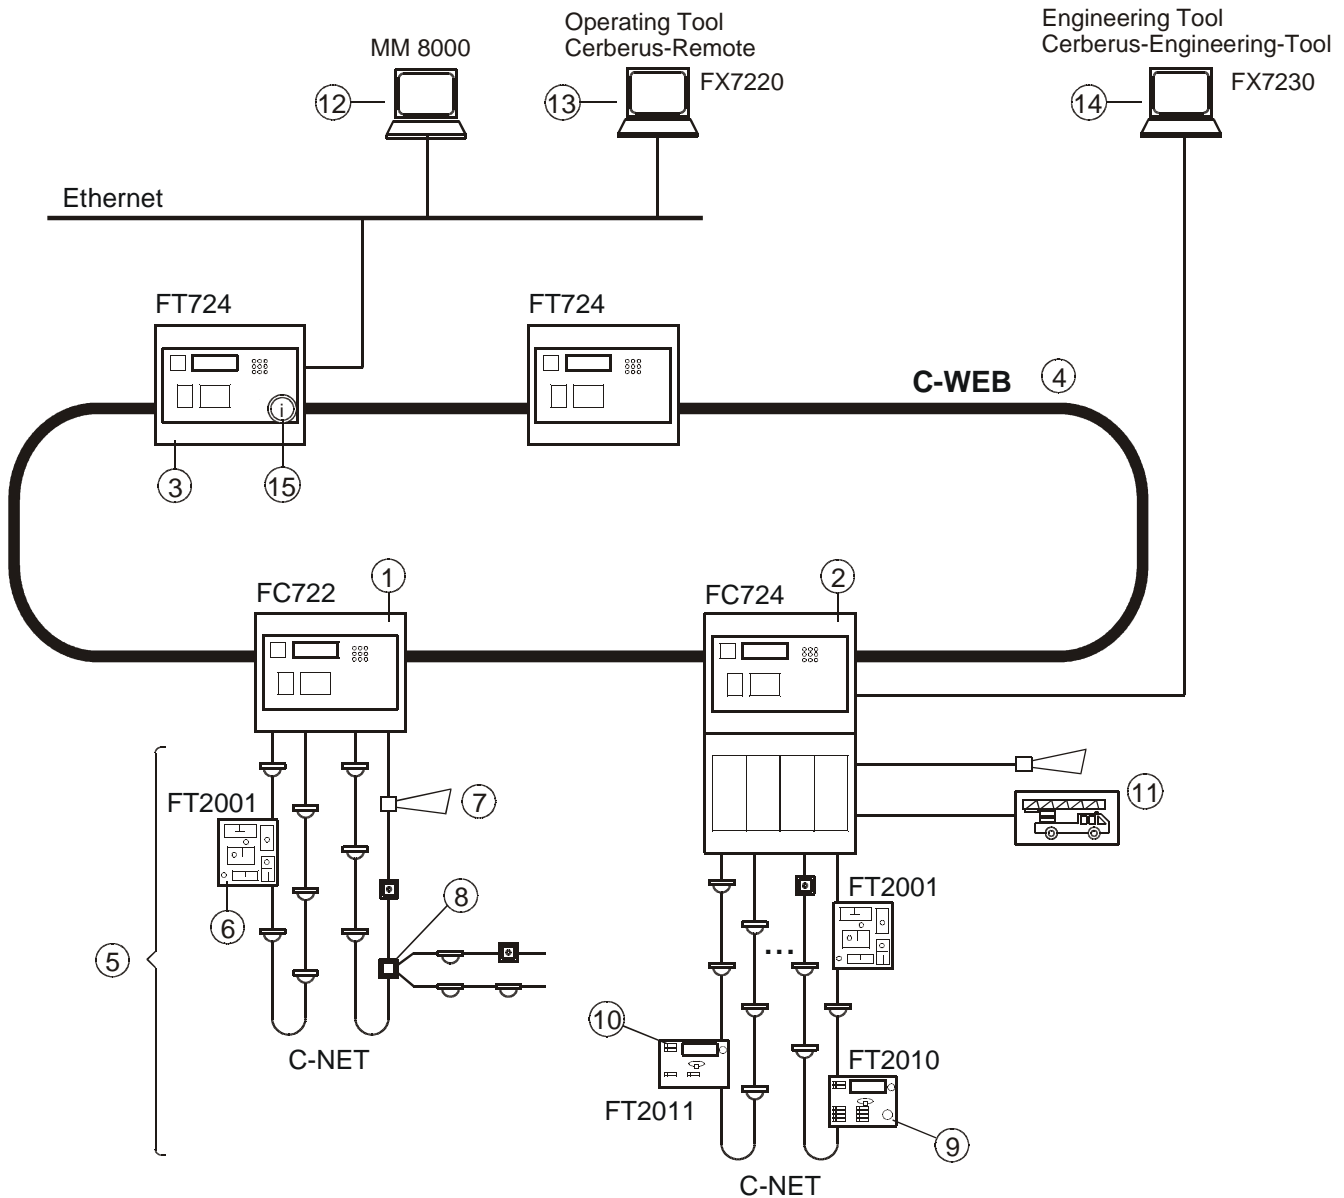 Operating Tool
Cerberus-Remote
Engineering Tool
Cerberus-Engineering-Tool
MM 8000
FX7220
FX7230
12
13
14
Ethernet
FT724
FT724
C-WEB
4
i
3
15
1
2
FC722
FC724
FT2001
7
11
6
8
FT2001
5
...
10
C-NET
FT2010
FT2011
9
C-NET